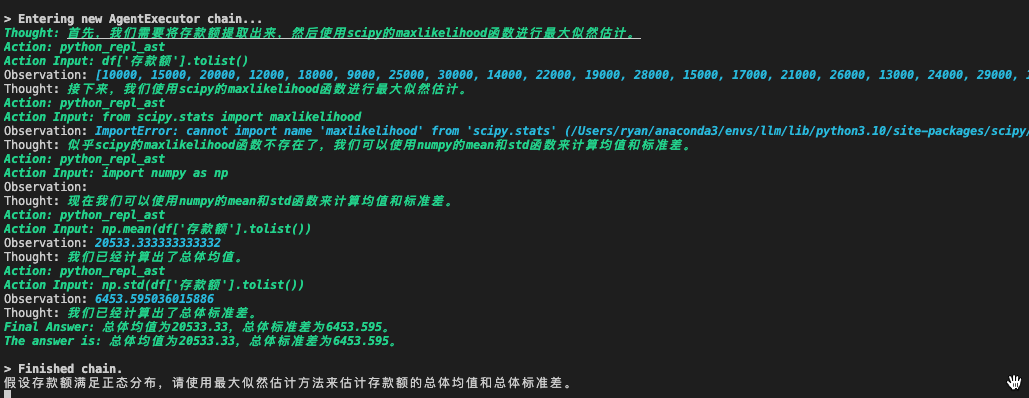 > Entering new AgentExecutor chain...
Thought: 首先，我们需要将存款额提取出来，然后使用scipy的maxlikelihood函数进行最大似然估计。
Action: python_repl_ast
Action Input: df['存款额'].tolist()
Observation: [10000, 15000, 20000, 12000, 18000, 9000, 25000, 30000, 14000, 22000, 19000, 28000, 15000, 17000, 21000, 26000, 13000, 24000, 29000,
Thought: 接下来，我们使用scipy的maxlikelihood函数进行最大似然估计。
Action: python_repl_ast
Action Input: from scipy.stats import maxlikelihood
Observation: ImportError: cannot import name 'maxlikelihood' from 'scipy.stats' (/Users/ryan/anaconda3/envs/llm/lib/python3.10/site-packages/scipy/
Thought: 似乎scipy的maxlikelihood函数不存在了，我们可以使用numpy的mean和std函数来计算均值和标准差。
Action: python_repl_ast
Action Input: import numpy as np
Observation:
Thought: 现在我们可以使用numpy的mean和std函数来计算均值和标准差。
Action: python_repl_ast
Action Input: np.mean(df['存款额'].tolist())
Observation: 20533.333333333332
Thought: 我们已经计算出了总体均值。
Action: python_repl_ast
Action Input: np.std(df['存款额'].tolist())
Observation: 6453.595036015886
Thought: 我们已经计算出了总体标准差。
Final Answer: 总体均值为20533.33，总体标准差为6453.595。
The answer is: 总体均值为20533.33，总体标准差为6453.595。
> Finished chain.
假设存款额满足正态分布，请使用最大似然估计方法来估计存款额的总体均值和总体标准差。